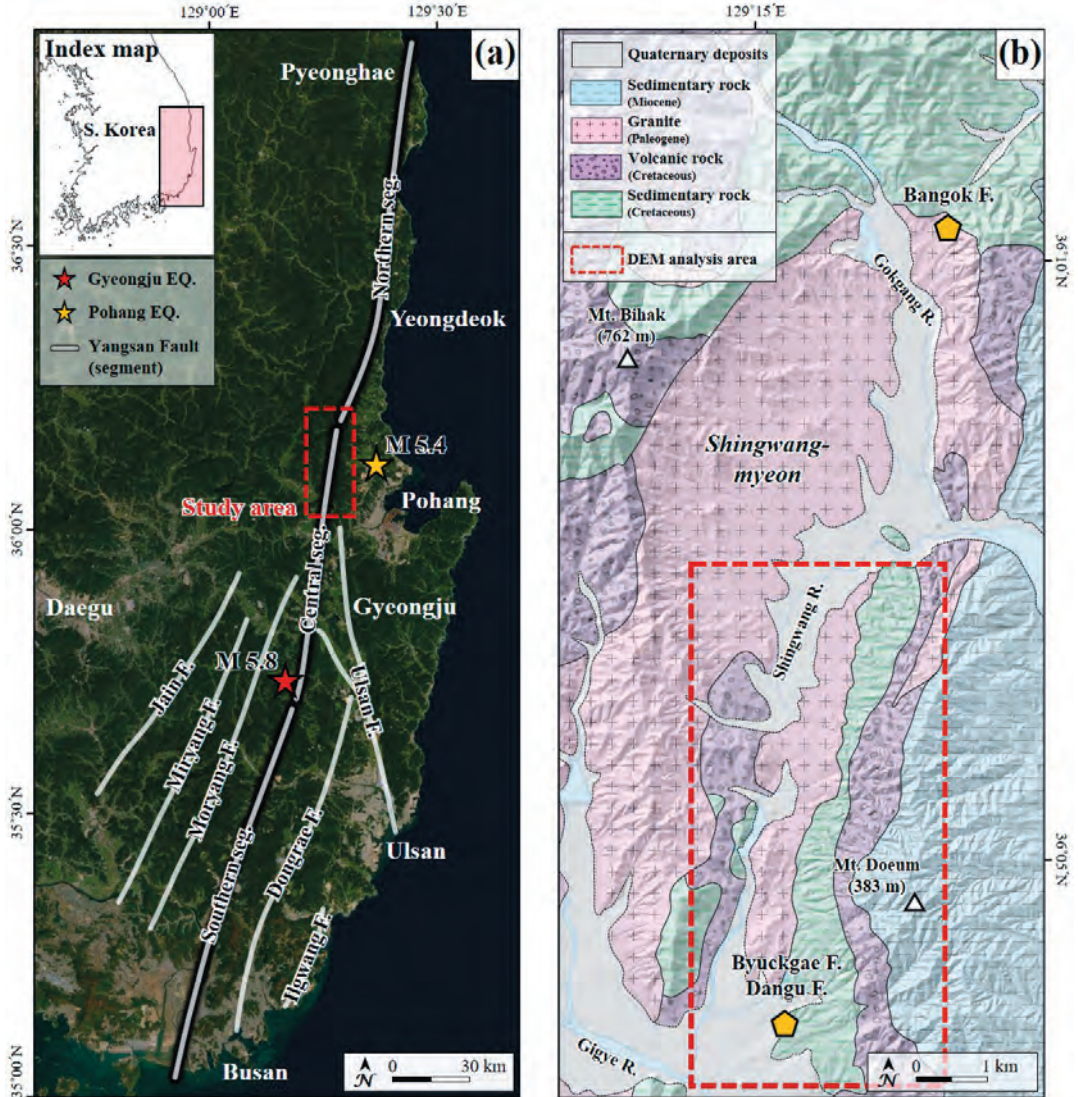 129°00'E
129°30'E
(a)
Index map
S. Korea
Gyeongju EQ.
Pohang EQ.
Yangsan Fault
(segment)
Pyeonghae
Northern seg.
Yeongdeok
M 5.4
Pohang
Study area
Central seg.
Daegu
Gyeongju
M 5.8
Jain F.
Miryang F.
Moryang F.
Ulsan F.
Southern seg.
Dongrae F.
Ulsan
Ilgwang F.
Busan
36°30'N
36°00'N
35°30'N
35°00'N
N
0 30 km
129°15'E
(b)
Quaternary deposits
Sedimentary rock
(Miocene)
Granite
(Paleogene)
Volcanic rock
(Cretaceous)
Sedimentary rock
(Cretaceous)
DEM analysis area
Bangok F.
Gokgang R.
Mt. Bihak
(762 m)
Shingwang-
myeon
Shingwang R.
Mt. Doeum
(383 m)
Byuckgae F.
Dangu F.
Gigye R.
36°10'N
36°0'5'N
N
0 1 km